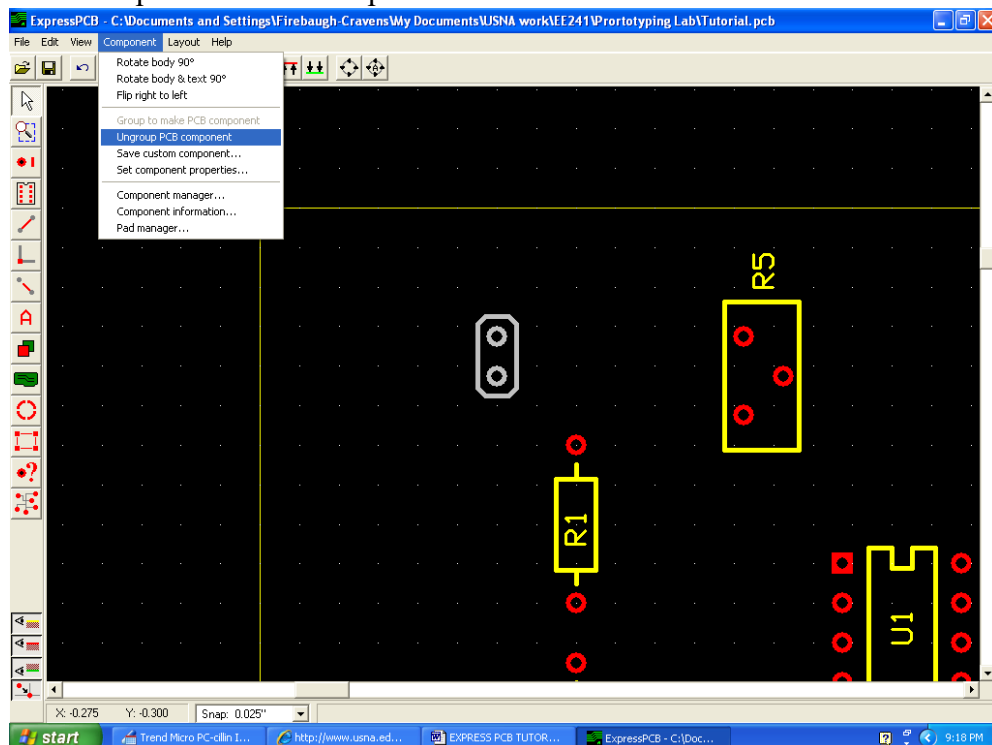 ExpressPCB - C:\Documents and Settings\Firebaugh-Cravens\My Documents\USNA work\EE241\Prortotyping Lab\Tutorial.pcb
File Edit View Component Layout Help
Rotate body 90°
Rotate body & text 90°
Flip right to left
Group to make PCB component
Ungroup PCB component
Save custom component...
Set component properties...
Component manager...
Component information...
Pad manager...
R5
R1
U1
X: -0.275 Y: -0.300 Snap: 0.025"
start Trend Micro PC-cillin I... http://www.usna.ed... EXPRESS PCB TUTOR... ExpressPCB - C:\Doc... 9:18 PM